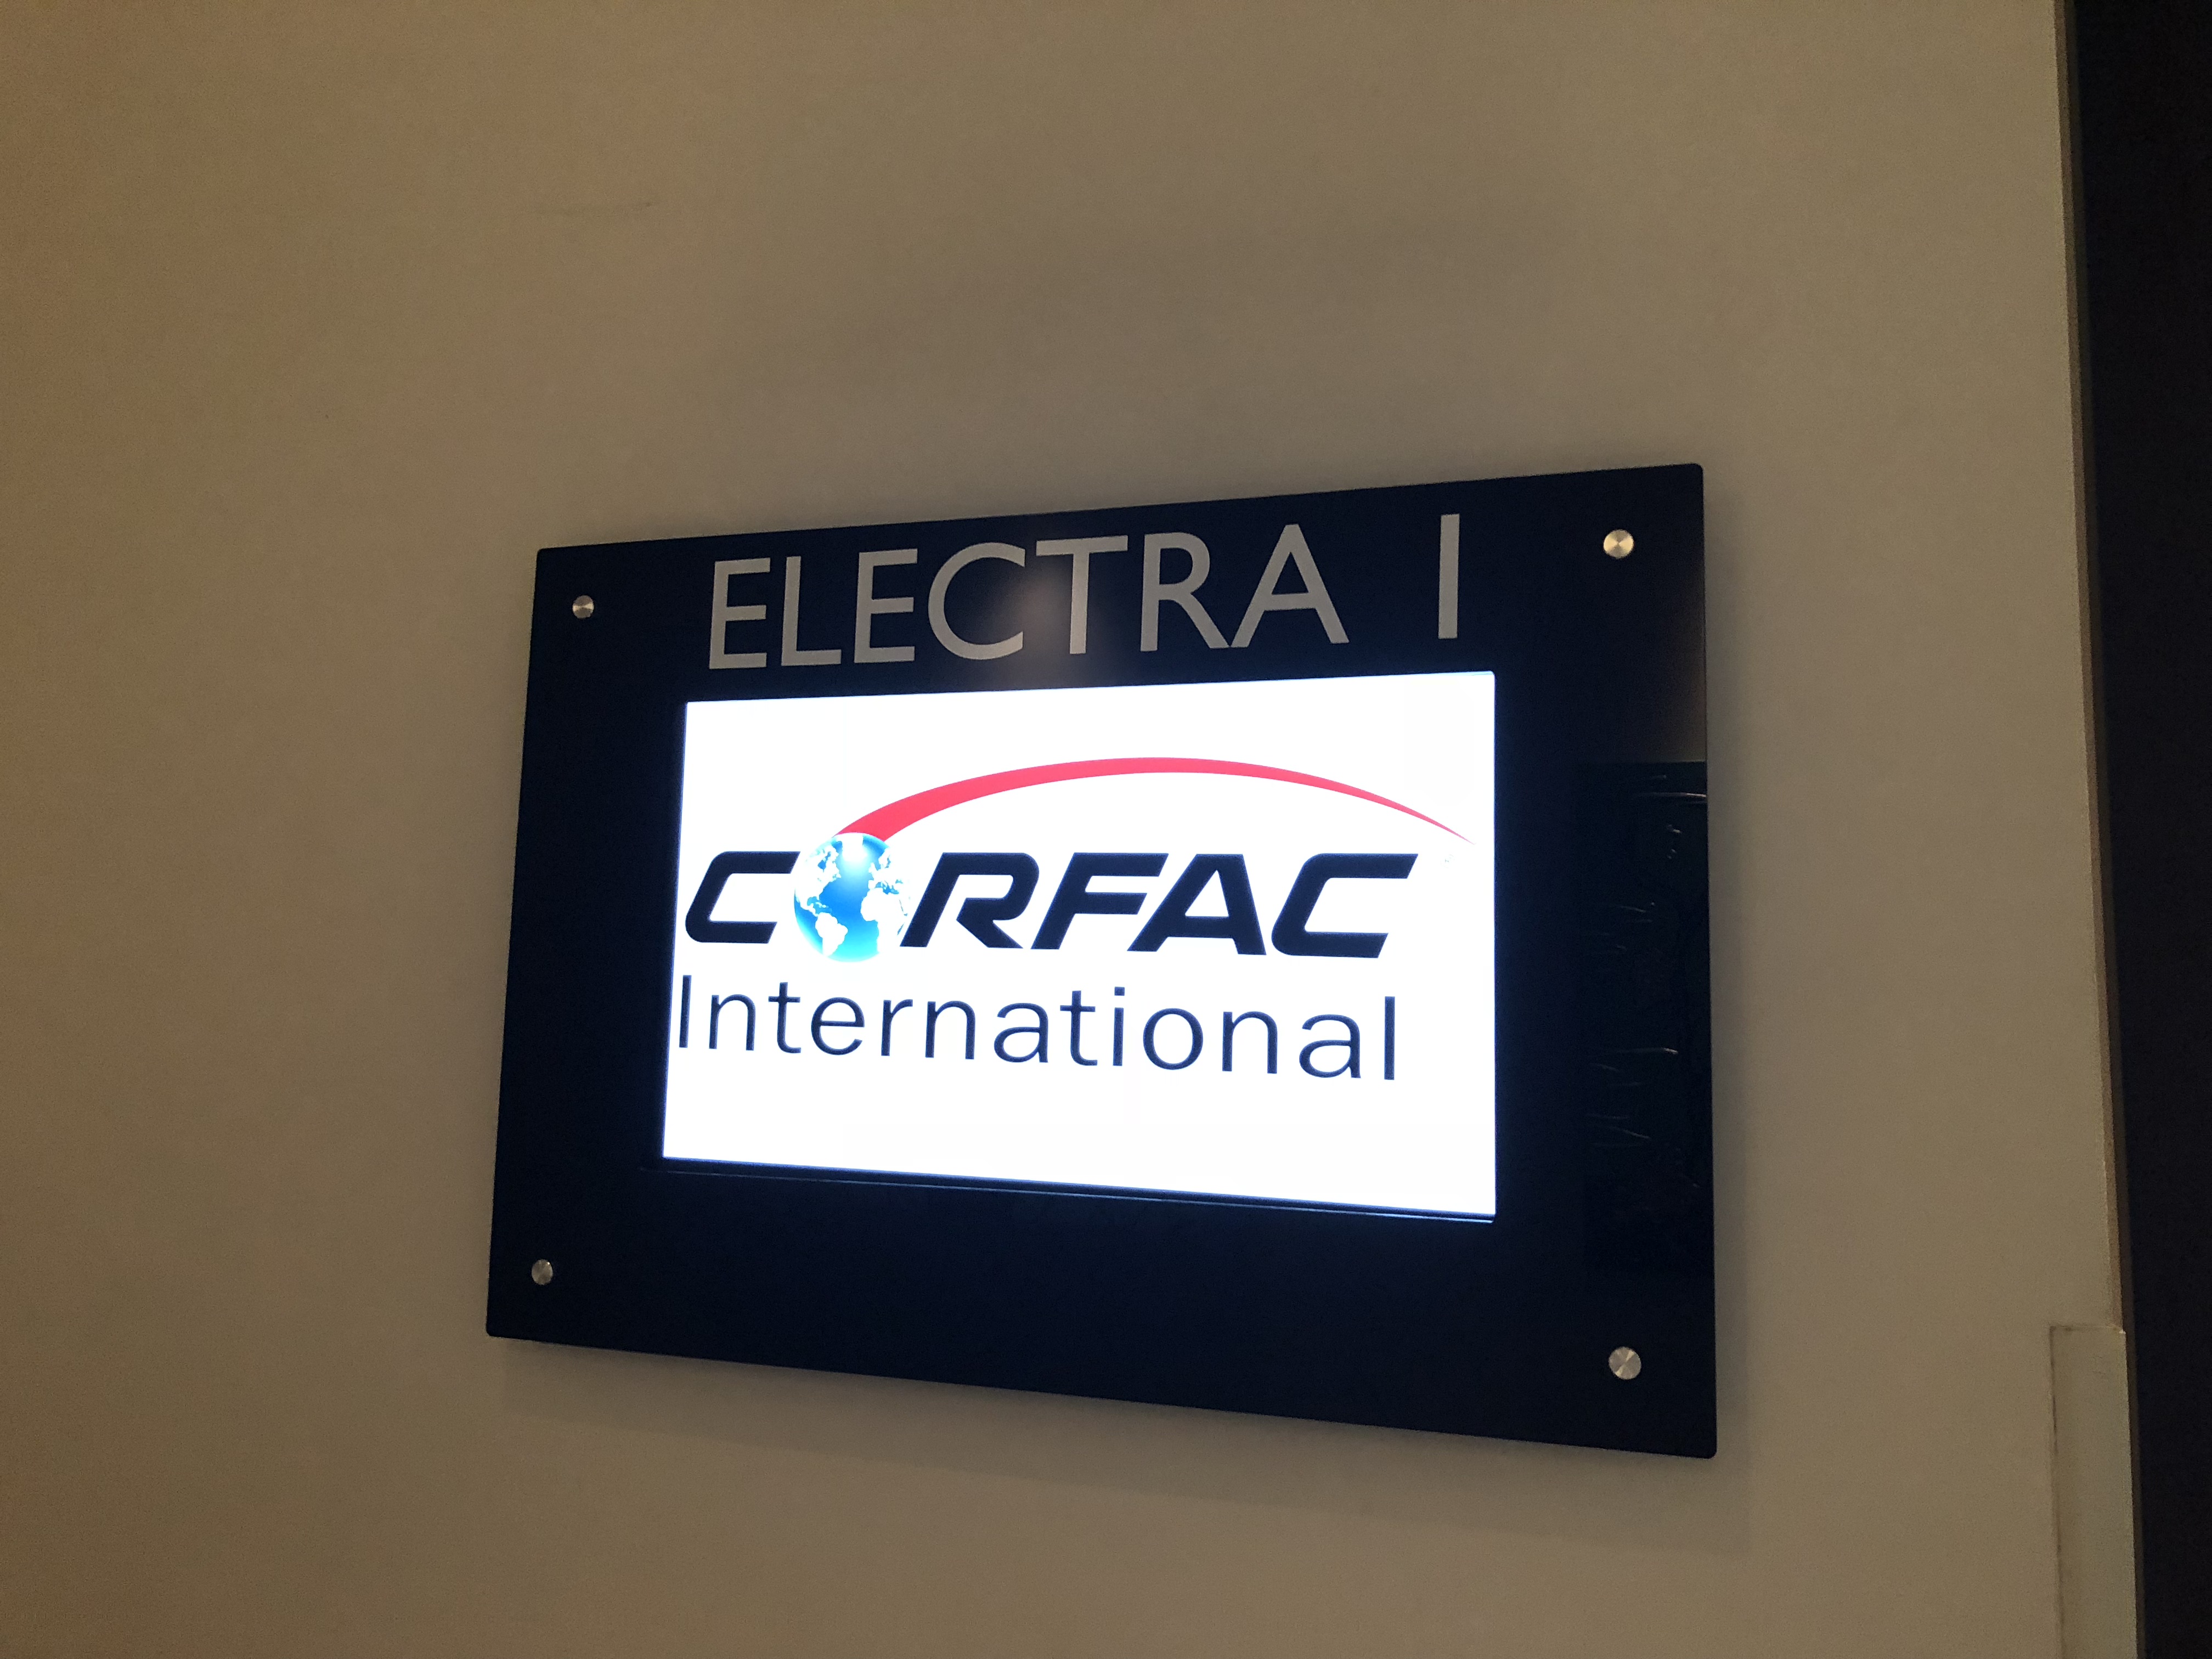 ELECTRA I
CORFAC
International